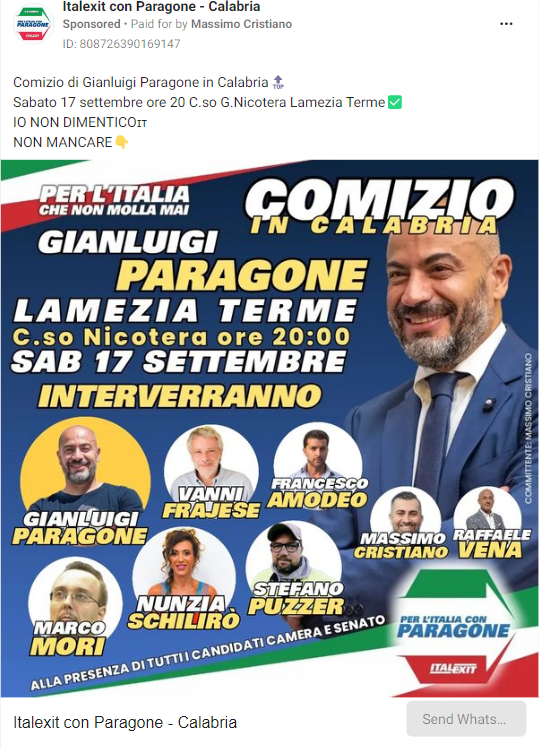 Italexit con Paragone - Calabria
Sponsored • Paid for by Massimo Cristiano
ID: 808726390169147
Comizio di Gianluigi Paragone in Calabria 🔝
Sabato 17 settembre ore 20 C.so G.Nicotera Lamezia Terme✅
IO NON DIMENTICO🇮🇹
NON MANCARE👇
PER L'ITALIA
CHE NON MOLLA MAI
COMIZIO
IN CALABRIA
GIANLUIGI
PARAGONE
LAMEZIA TERME
C.so Nicotera ore 20:00
SAB 17 SETTEMBRE
INTERVERRANNO
GIANLUIGI
PARAGONE
VANNI
FRAJESE
FRANCESCO
AMODEO
MASSIMO
CRISTIANO
RAFFAELE
VENA
MARCO
MORI
NUNZIA
SCHILIRÒ
STEFANO
PUZZER
ALLA PRESENZA DI TUTTI I CANDIDATI CAMERA E SENATO
PER L'ITALIA CON
PARAGONE
ITALEXIT
COMMITTENTE: MASSIMO CRISTIANO
Italexit con Paragone - Calabria
Send Whats...